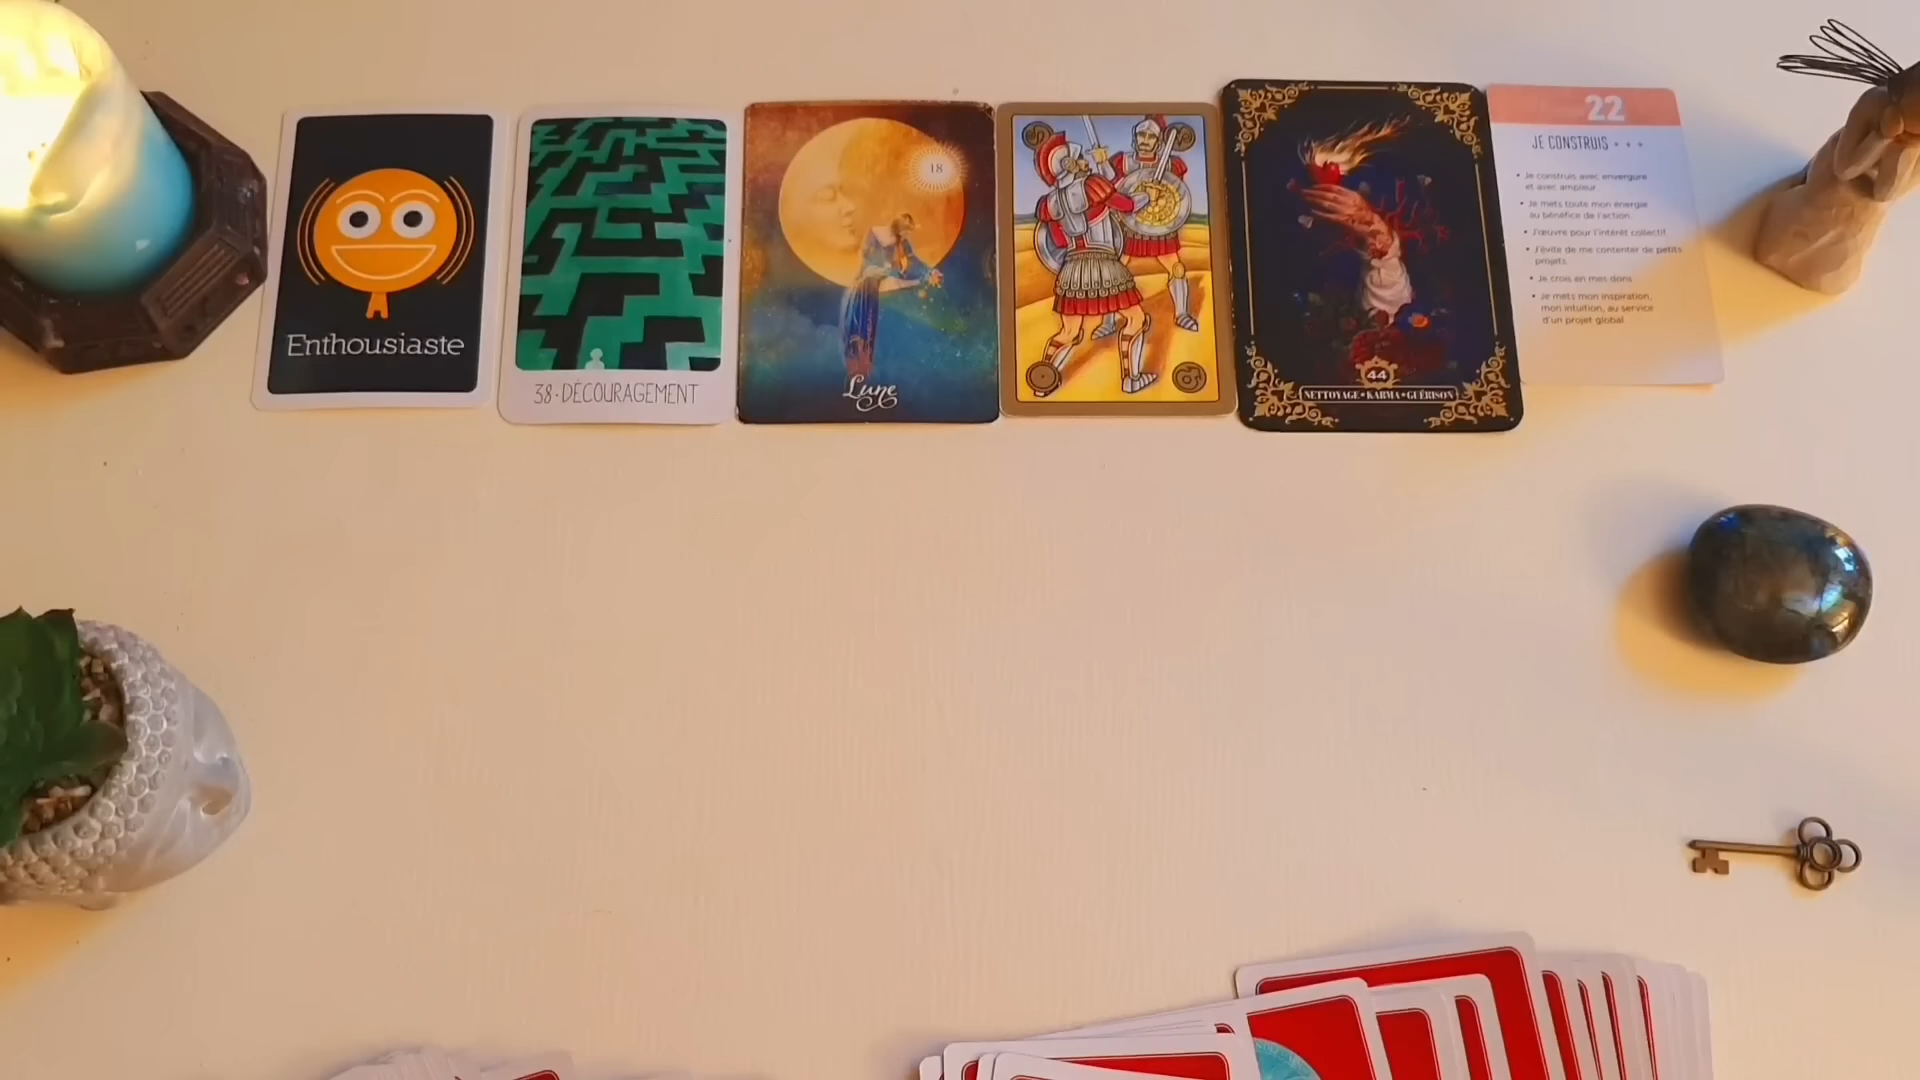 Enthousiaste
38·DÉCOURAGEMENT
18
Lune
44
NETTOYAGE•KARMA•GUÉRISON
22
JE CONSTRUIS • • •
• Je construis avec envergure
et avec ampleur.
• Je mets toute mon énergie
au bénéfice de l'action.
• J'œuvre pour l'intérêt collectif.
• J'évite de me contenter de petits
projets.
• Je crois en mes dons
• Je mets mon inspiration,
mon intuition, au service
d'un projet global